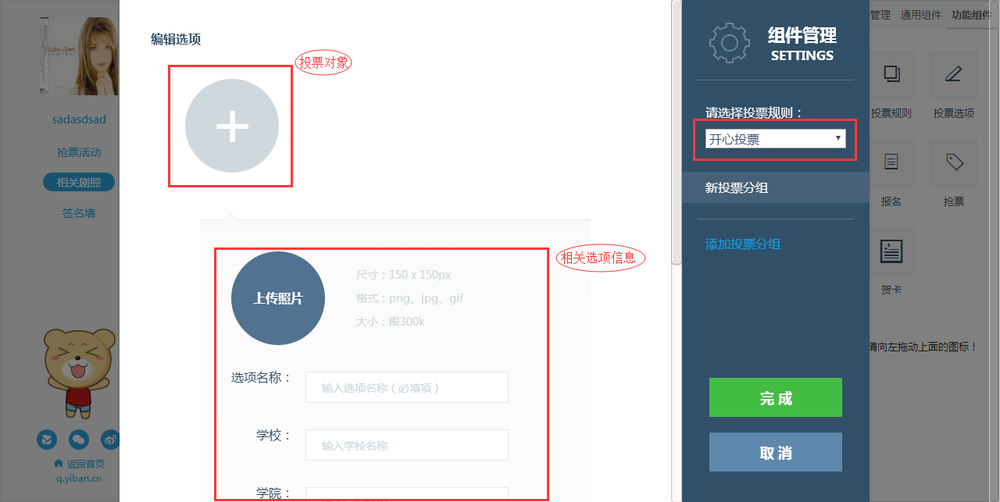 sadasdsad
抢票活动
相关剧照
签名墙
返回首页
q.yiban.cn
编辑选项
投票对象
相关选项信息
上传照片
尺寸：150 x 150px
格式：png、jpg、gif
大小：限300k
选项名称：
输入选项名称（必填项）
学校：
输入学校名称
学院：
组件管理
SETTINGS
请选择投票规则：
开心投票
新投票分组
添加投票分组
完 成
取 消
管理
通用组件
功能组件
投票规则
投票选项
报名
抢票
贺卡
请向左拖动上面的图标！